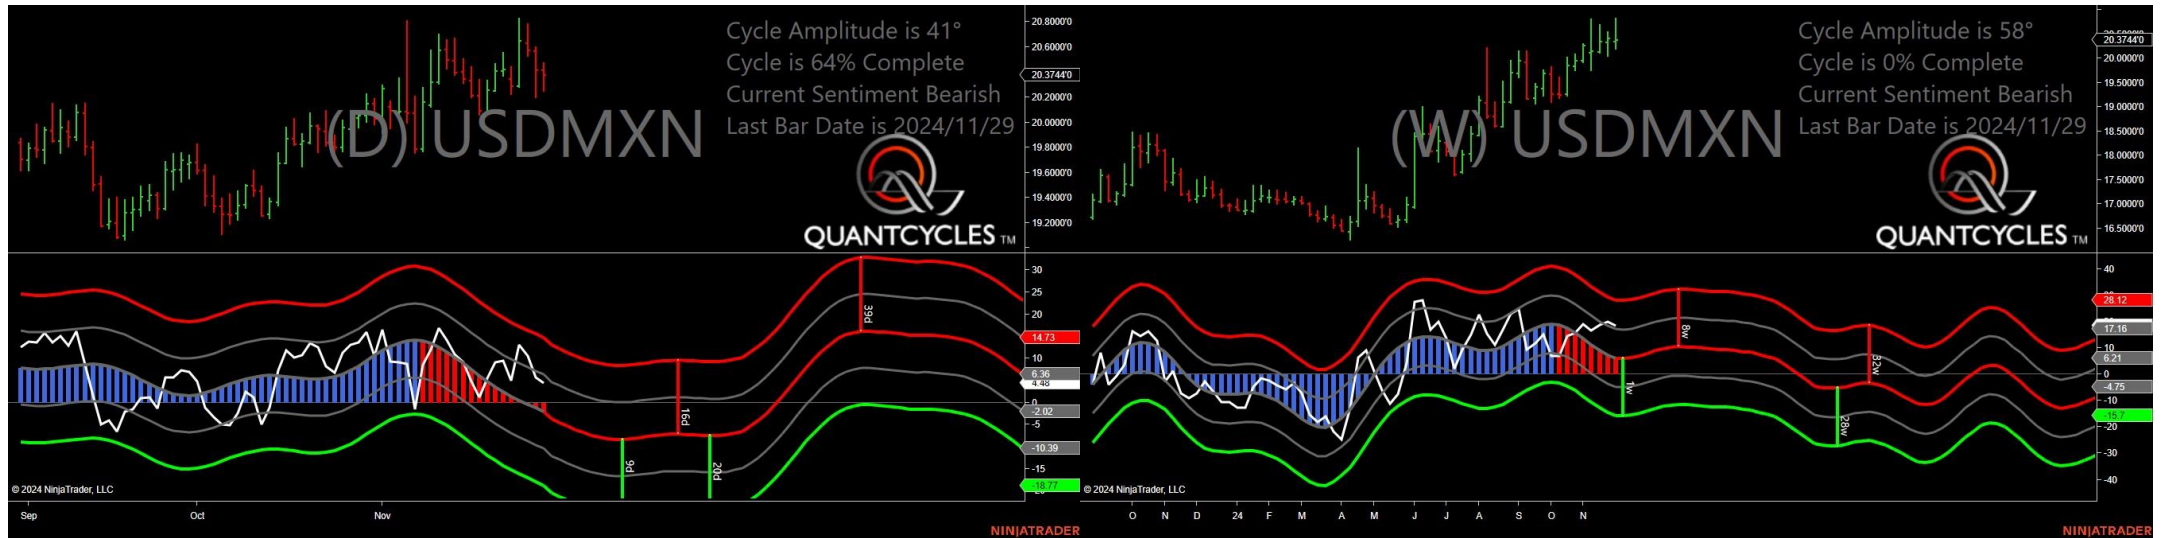 Cycle Amplitude is 41°
Cycle is 64% Complete
Current Sentiment Bearish
Last Bar Date is 2024/11/29
(D) USDMXN
QUANTCYCLES TM
20.8000'0
20.6000'0
20.3744'0
20.2000'0
20.0000'0
19.8000'0
19.6000'0
19.4000'0
19.2000'0
30
25
20
14.73
10
6.36
4.48
0
-2.02
-5
-10.39
-15
-18.77
39d
16d
9d
20d
© 2024 NinjaTrader, LLC
Sep Oct Nov
NINJATRADER
Cycle Amplitude is 58°
Cycle is 0% Complete
Current Sentiment Bearish
Last Bar Date is 2024/11/29
(W) USDMXN
QUANTCYCLES TM
20.3744'0
20.0000'0
19.5000'0
19.0000'0
18.5000'0
18.0000'0
17.5000'0
17.0000'0
16.5000'0
40
28.12
17.16
6.21
0
-4.75
-10
-15.7
-20
-30
-40
8w
1w
32w
28w
© 2024 NinjaTrader, LLC
O N D 24 F M A M J J A S O N
NINJATRADER